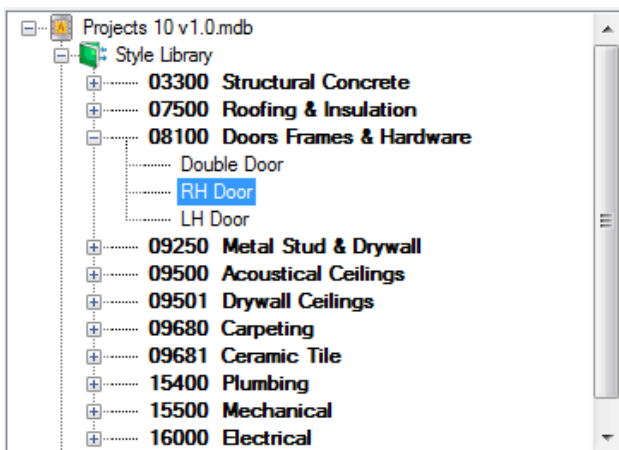 Projects 10 v1.0.mdb
Style Library
03300 Structural Concrete
07500 Roofing & Insulation
08100 Doors Frames & Hardware
Double Door
RH Door
LH Door
09250 Metal Stud & Drywall
09500 Acoustical Ceilings
09501 Drywall Ceilings
09680 Carpeting
09681 Ceramic Tile
15400 Plumbing
15500 Mechanical
16000 Electrical